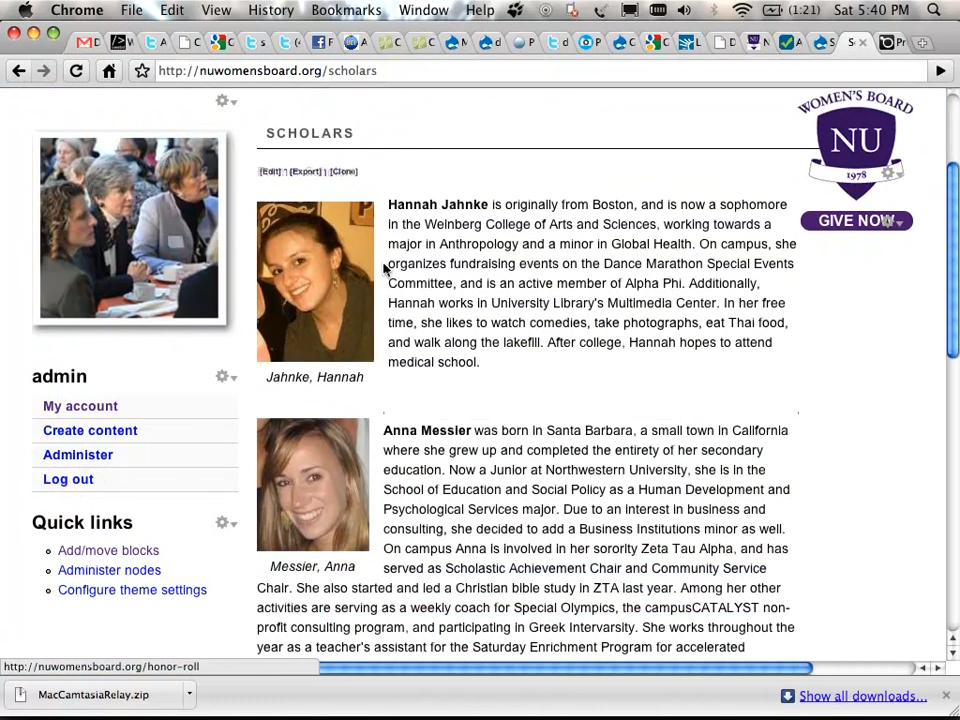 Chrome File Edit View History Bookmarks Window Help (1:21) Sat 5:40 PM
http://nuwomensboard.org/scholars
WOMEN'S BOARD
NU
1978
GIVE NOW
SCHOLARS
[Edit] [Export] [Clone]
Hannah Jahnke is originally from Boston, and is now a sophomore
in the Weinberg College of Arts and Sciences, working towards a
major in Anthropology and a minor in Global Health. On campus, she
organizes fundraising events on the Dance Marathon Special Events
Committee, and is an active member of Alpha Phi. Additionally,
Hannah works in University Library's Multimedia Center. In her free
time, she likes to watch comedies, take photographs, eat Thai food,
and walk along the lakefill. After college, Hannah hopes to attend
medical school.
Jahnke, Hannah
admin
My account
Create content
Administer
Log out
Quick links
Add/move blocks
Administer nodes
Configure theme settings
Anna Messier was born in Santa Barbara, a small town in California
where she grew up and completed the entirety of her secondary
education. Now a Junior at Northwestern University, she is in the
School of Education and Social Policy as a Human Development and
Psychological Services major. Due to an interest in business and
consulting, she decided to add a Business Institutions minor as well.
On campus Anna is involved in her sorority Zeta Tau Alpha, and has
served as Scholastic Achievement Chair and Community Service
Messier, Anna
Chair. She also started and led a Christian bible study in ZTA last year. Among her other
activities are serving as a weekly coach for Special Olympics, the campusCATALYST non-
profit consulting program, and participating in Greek Intervarsity. She works throughout the
year as a teacher's assistant for the Saturday Enrichment Program for accelerated
http://nuwomensboard.org/honor-roll
MacCamtasiaRelay.zip
Show all downloads...